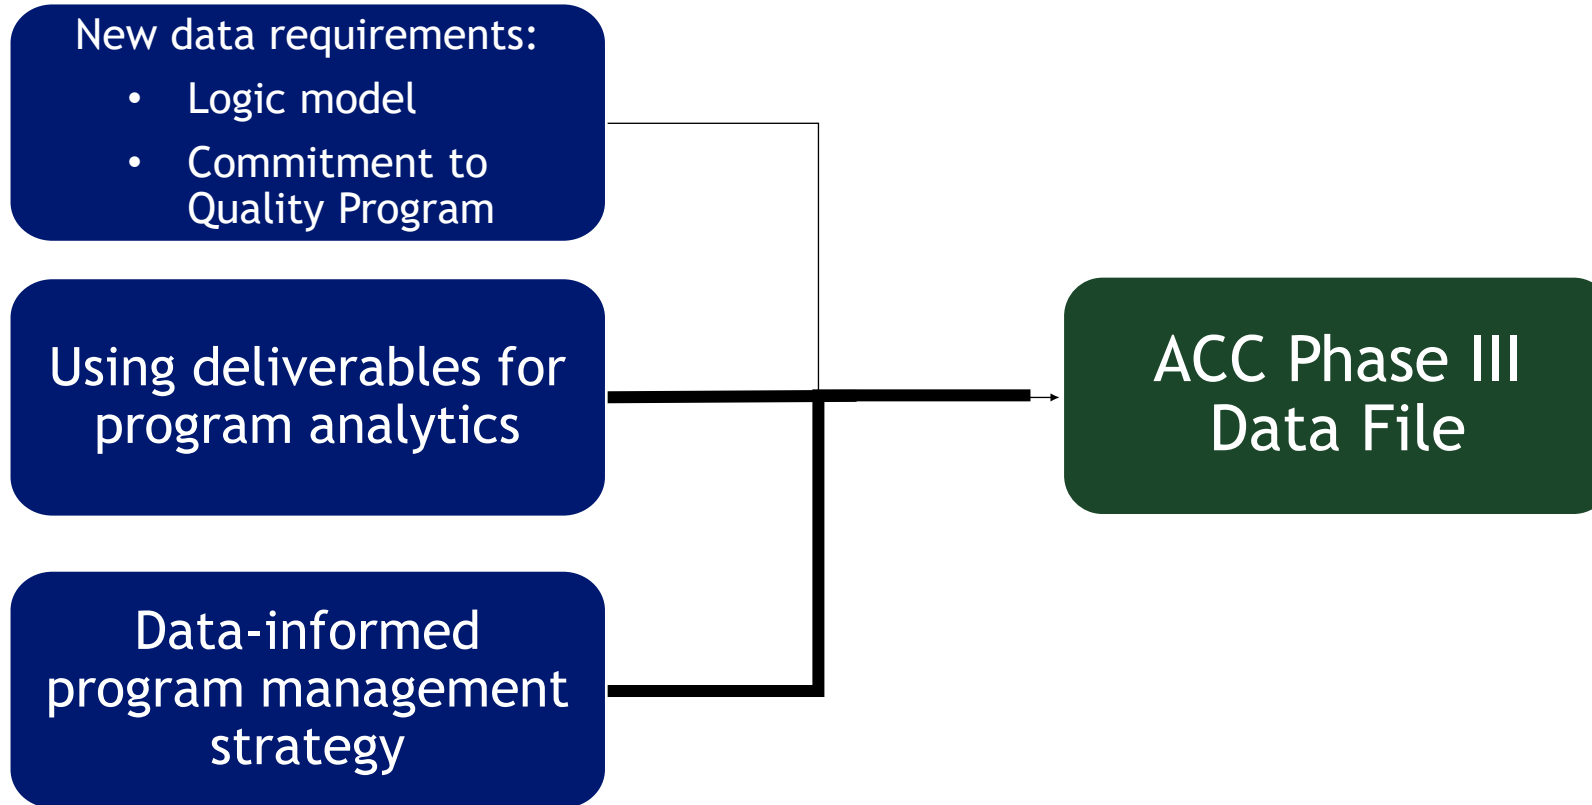 New data requirements:
• Logic model
• Commitment to
Quality Program
Using deliverables for
program analytics
Data-informed
program management
strategy
ACC Phase III
Data File